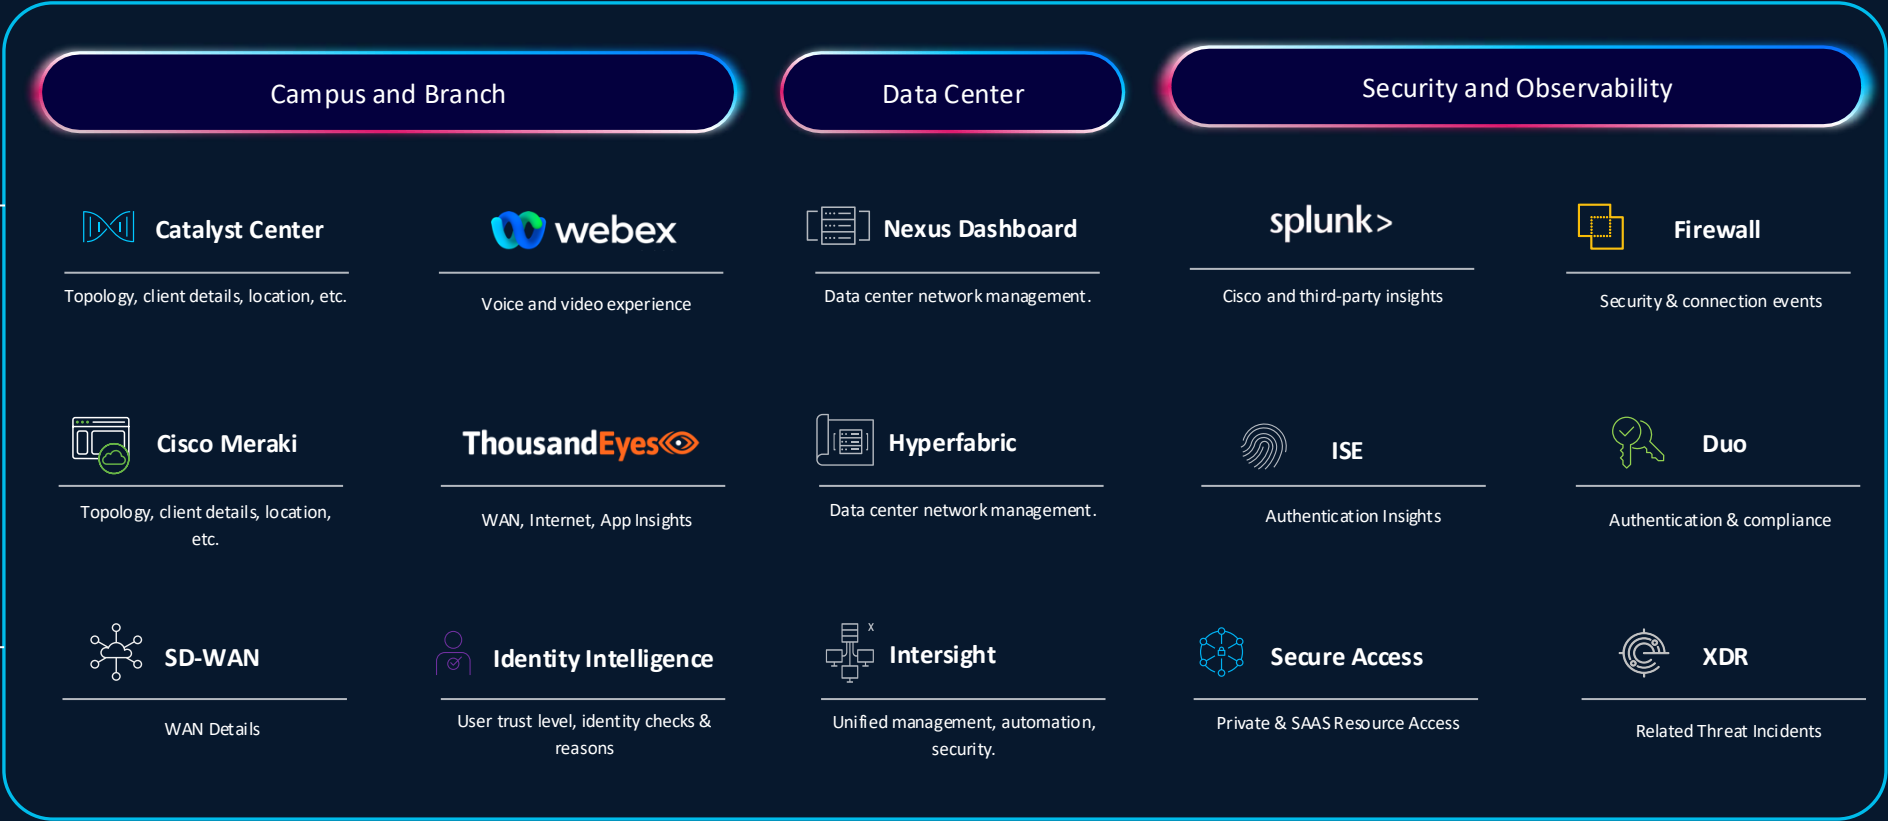 Campus and Branch
Data Center
Security and Observability
Catalyst Center
Topology, client details, location, etc.
webex
Voice and video experience
Nexus Dashboard
Data center network management.
splunk>
Cisco and third-party insights
Firewall
Security & connection events
Cisco Meraki
Topology, client details, location,
etc.
ThousandEyes
WAN, Internet, App Insights
Hyperfabric
Data center network management.
ISE
Authentication Insights
Duo
Authentication & compliance
SD-WAN
WAN Details
Identity Intelligence
User trust level, identity checks &
reasons
X
Intersight
Unified management, automation,
security.
Secure Access
Private & SAAS Resource Access
XDR
Related Threat Incidents